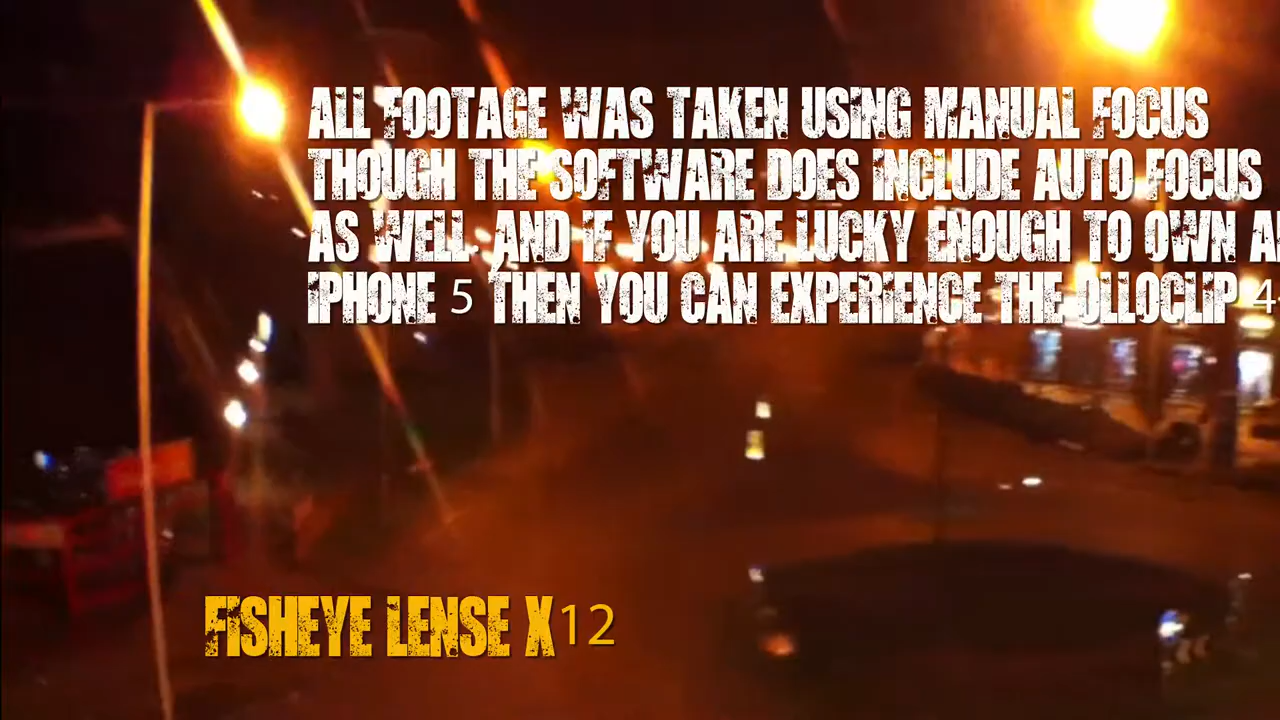 ALL FOOTAGE WAS TAKEN USING MANUAL FOCUS
THOUGH THE SOFTWARE DOES INCLUDE AUTO FOCUS
AS WELL. AND IF YOU ARE LUCKY ENOUGH TO OWN
IPHONE 5 THEN YOU CAN EXPERIENCE THE OLLOCLIP 4
FISHEYE LENSE X12